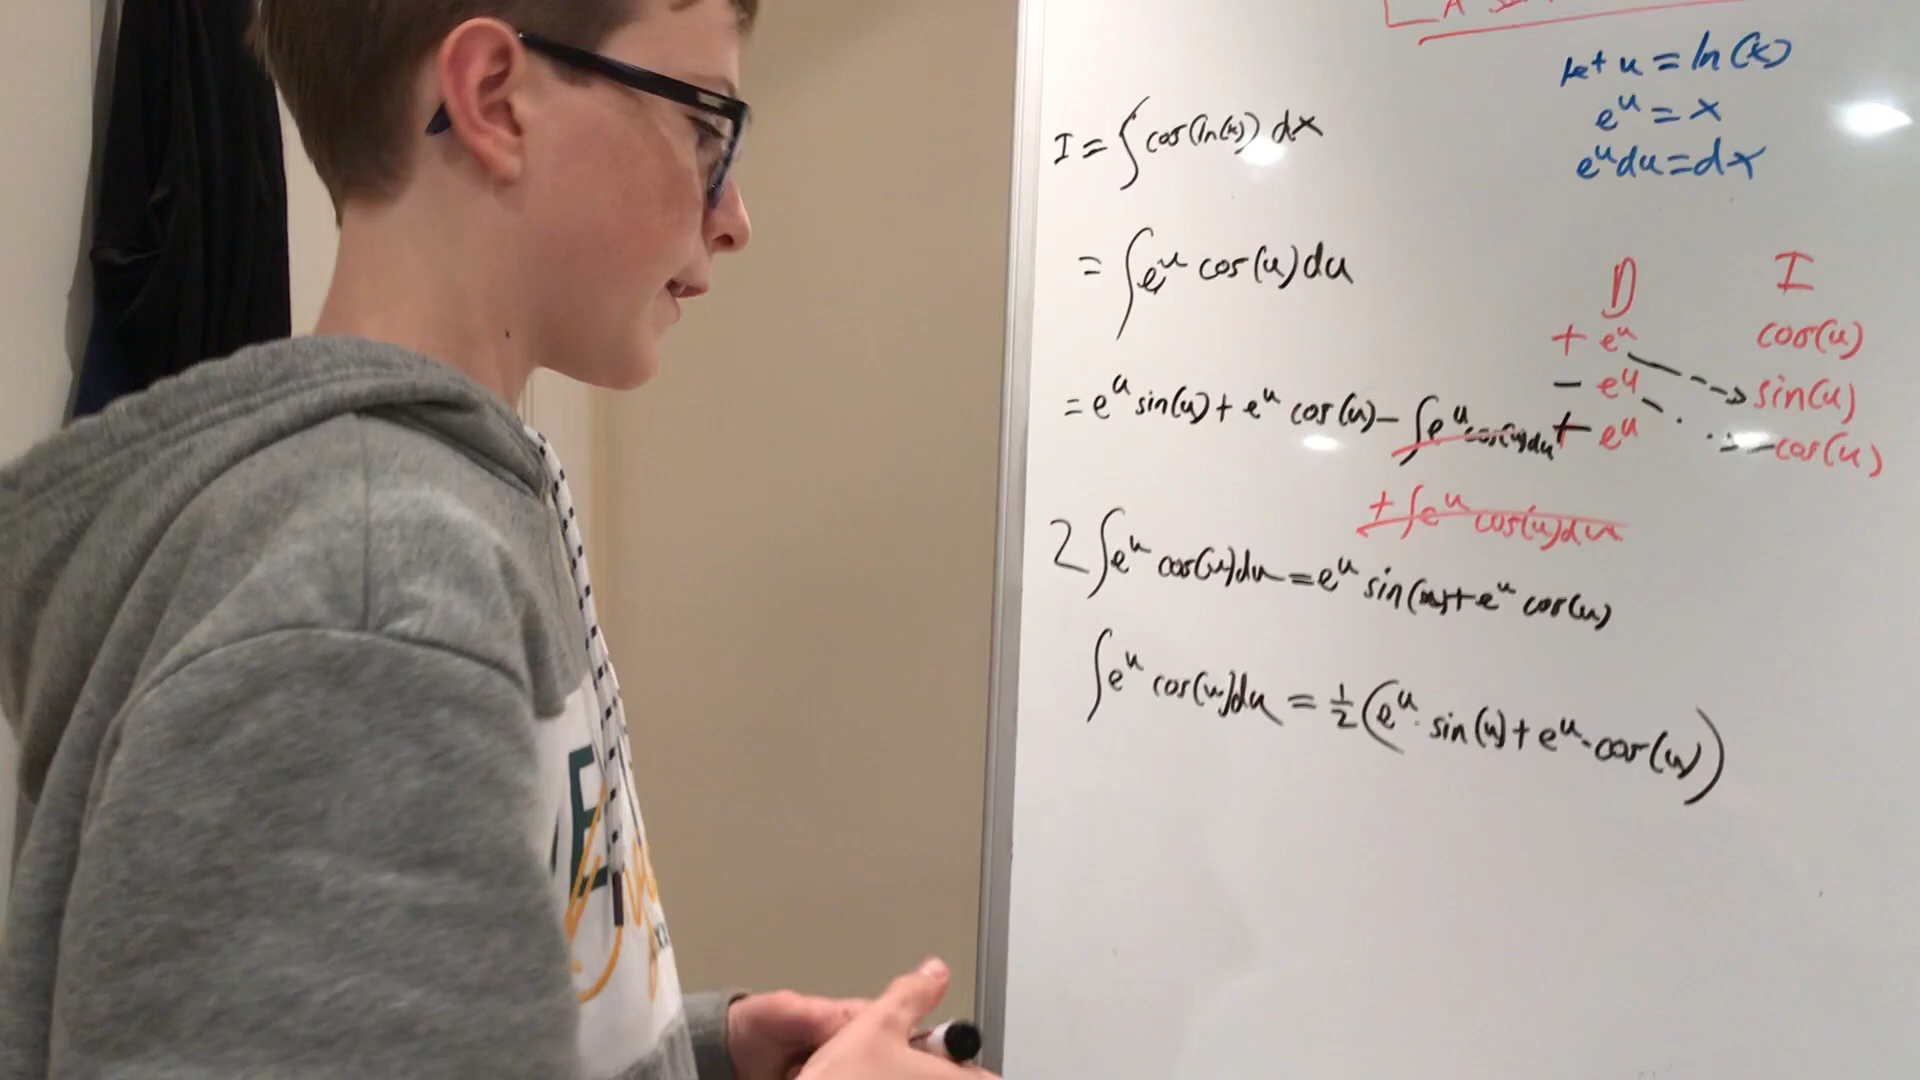 let u = ln(x)
e^u = x
e^u du = dx
I = ∫ cos(ln(x)) dx
= ∫ e^u cos(u) du
D I
+ e^u cos(u)
- e^u sin(u)
+ e^u -cos(u)
= e^u sin(u) + e^u cos(u) - ∫ e^u cos(u) du
+ ∫ e^u cos(u) du
2 ∫ e^u cos(u) du = e^u sin(u) + e^u cos(u)
∫ e^u cos(u) du = 1/2 (e^u · sin(u) + e^u · cos(u))